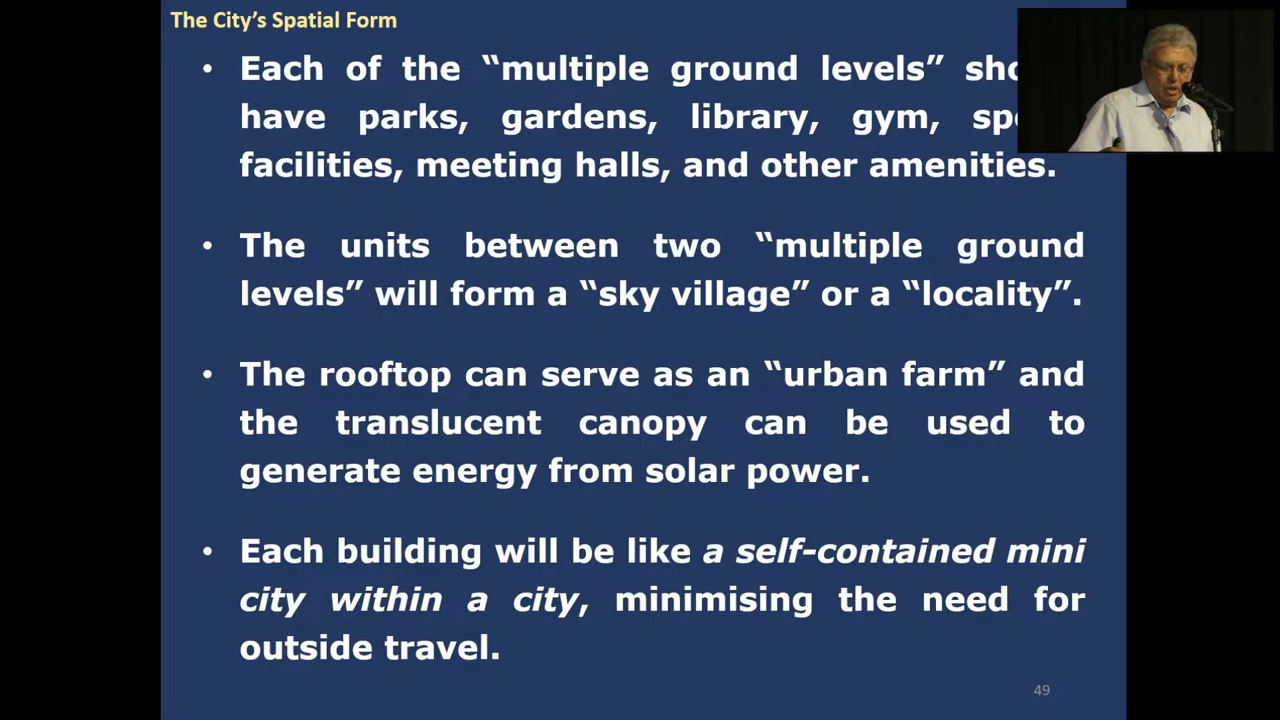 The City’s Spatial Form
• Each of the “multiple ground levels”
have parks, gardens, library, gym,
facilities, meeting halls, and other amenities.
• The units between two “multiple ground
levels” will form a “sky village” or a “locality”.
• The rooftop can serve as an “urban farm” and
the translucent canopy can be used to
generate energy from solar power.
• Each building will be like a self-contained mini
city within a city, minimising the need for
outside travel.
49